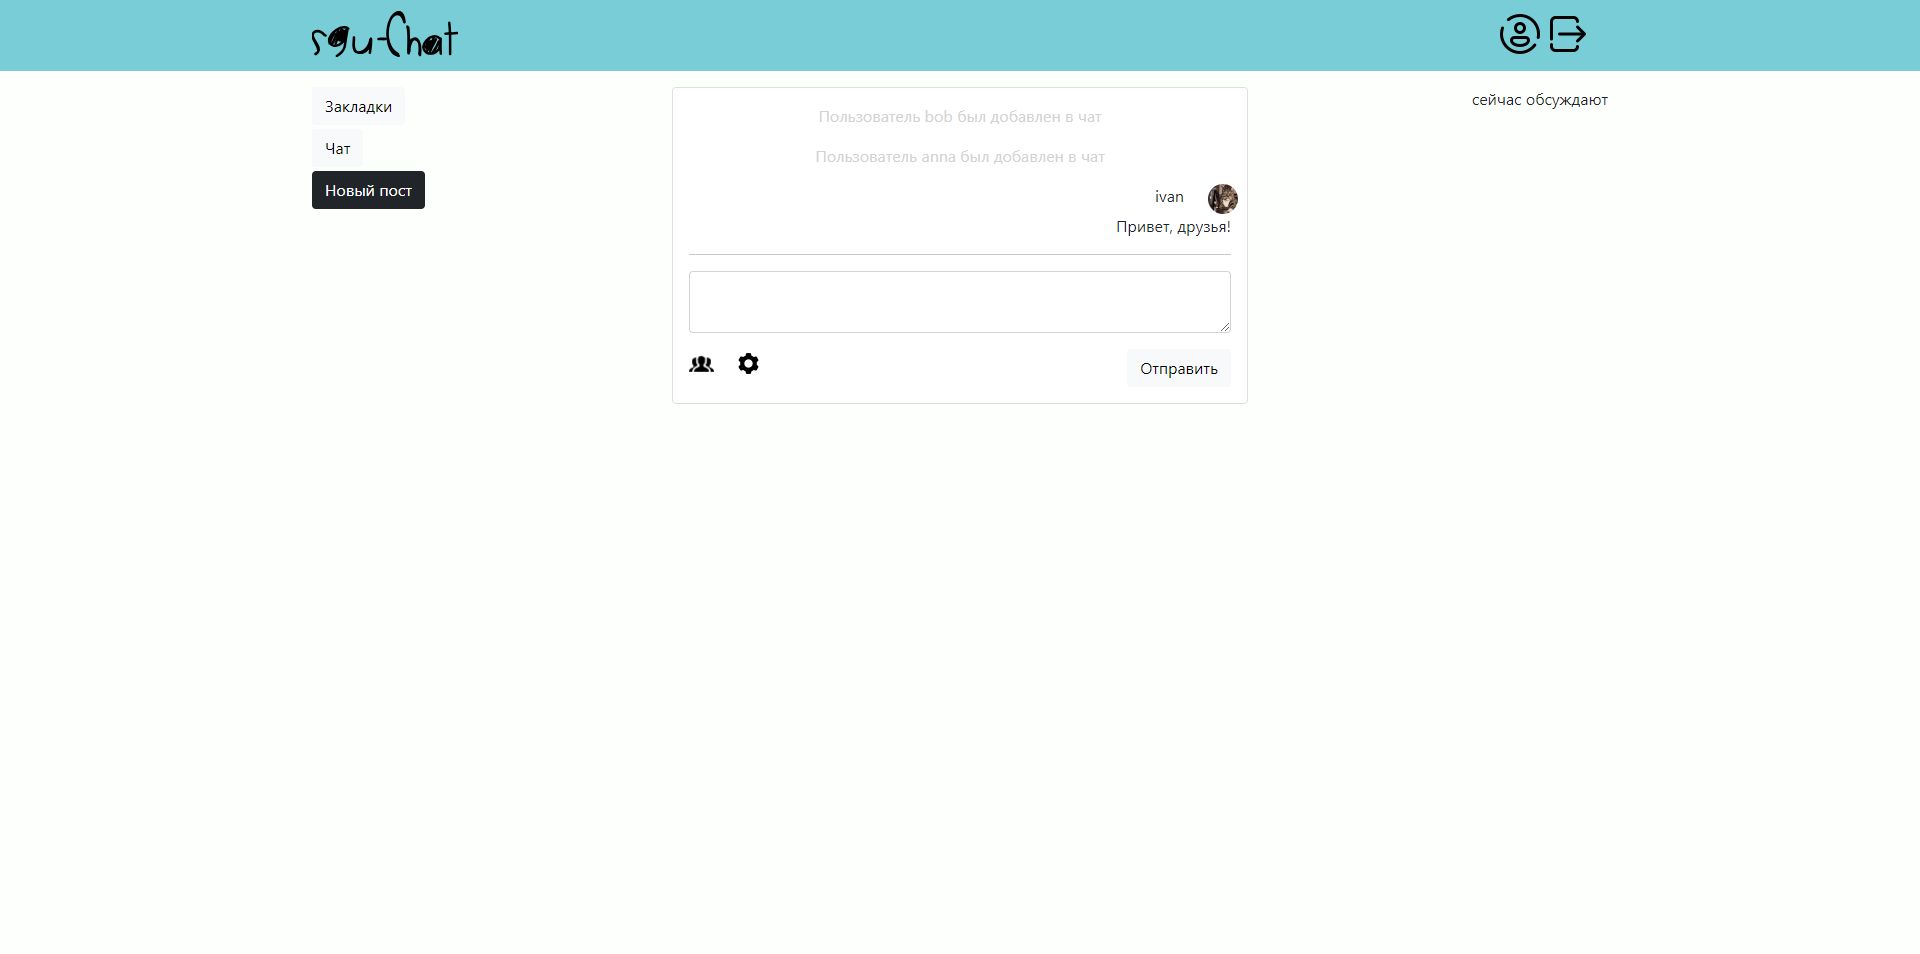 sgu-Chat
Закладки
Чат
Новый пост
Пользователь bob был добавлен в чат
Пользователь anna был добавлен в чат
ivan
Привет, друзья!
Отправить
сейчас обсуждают